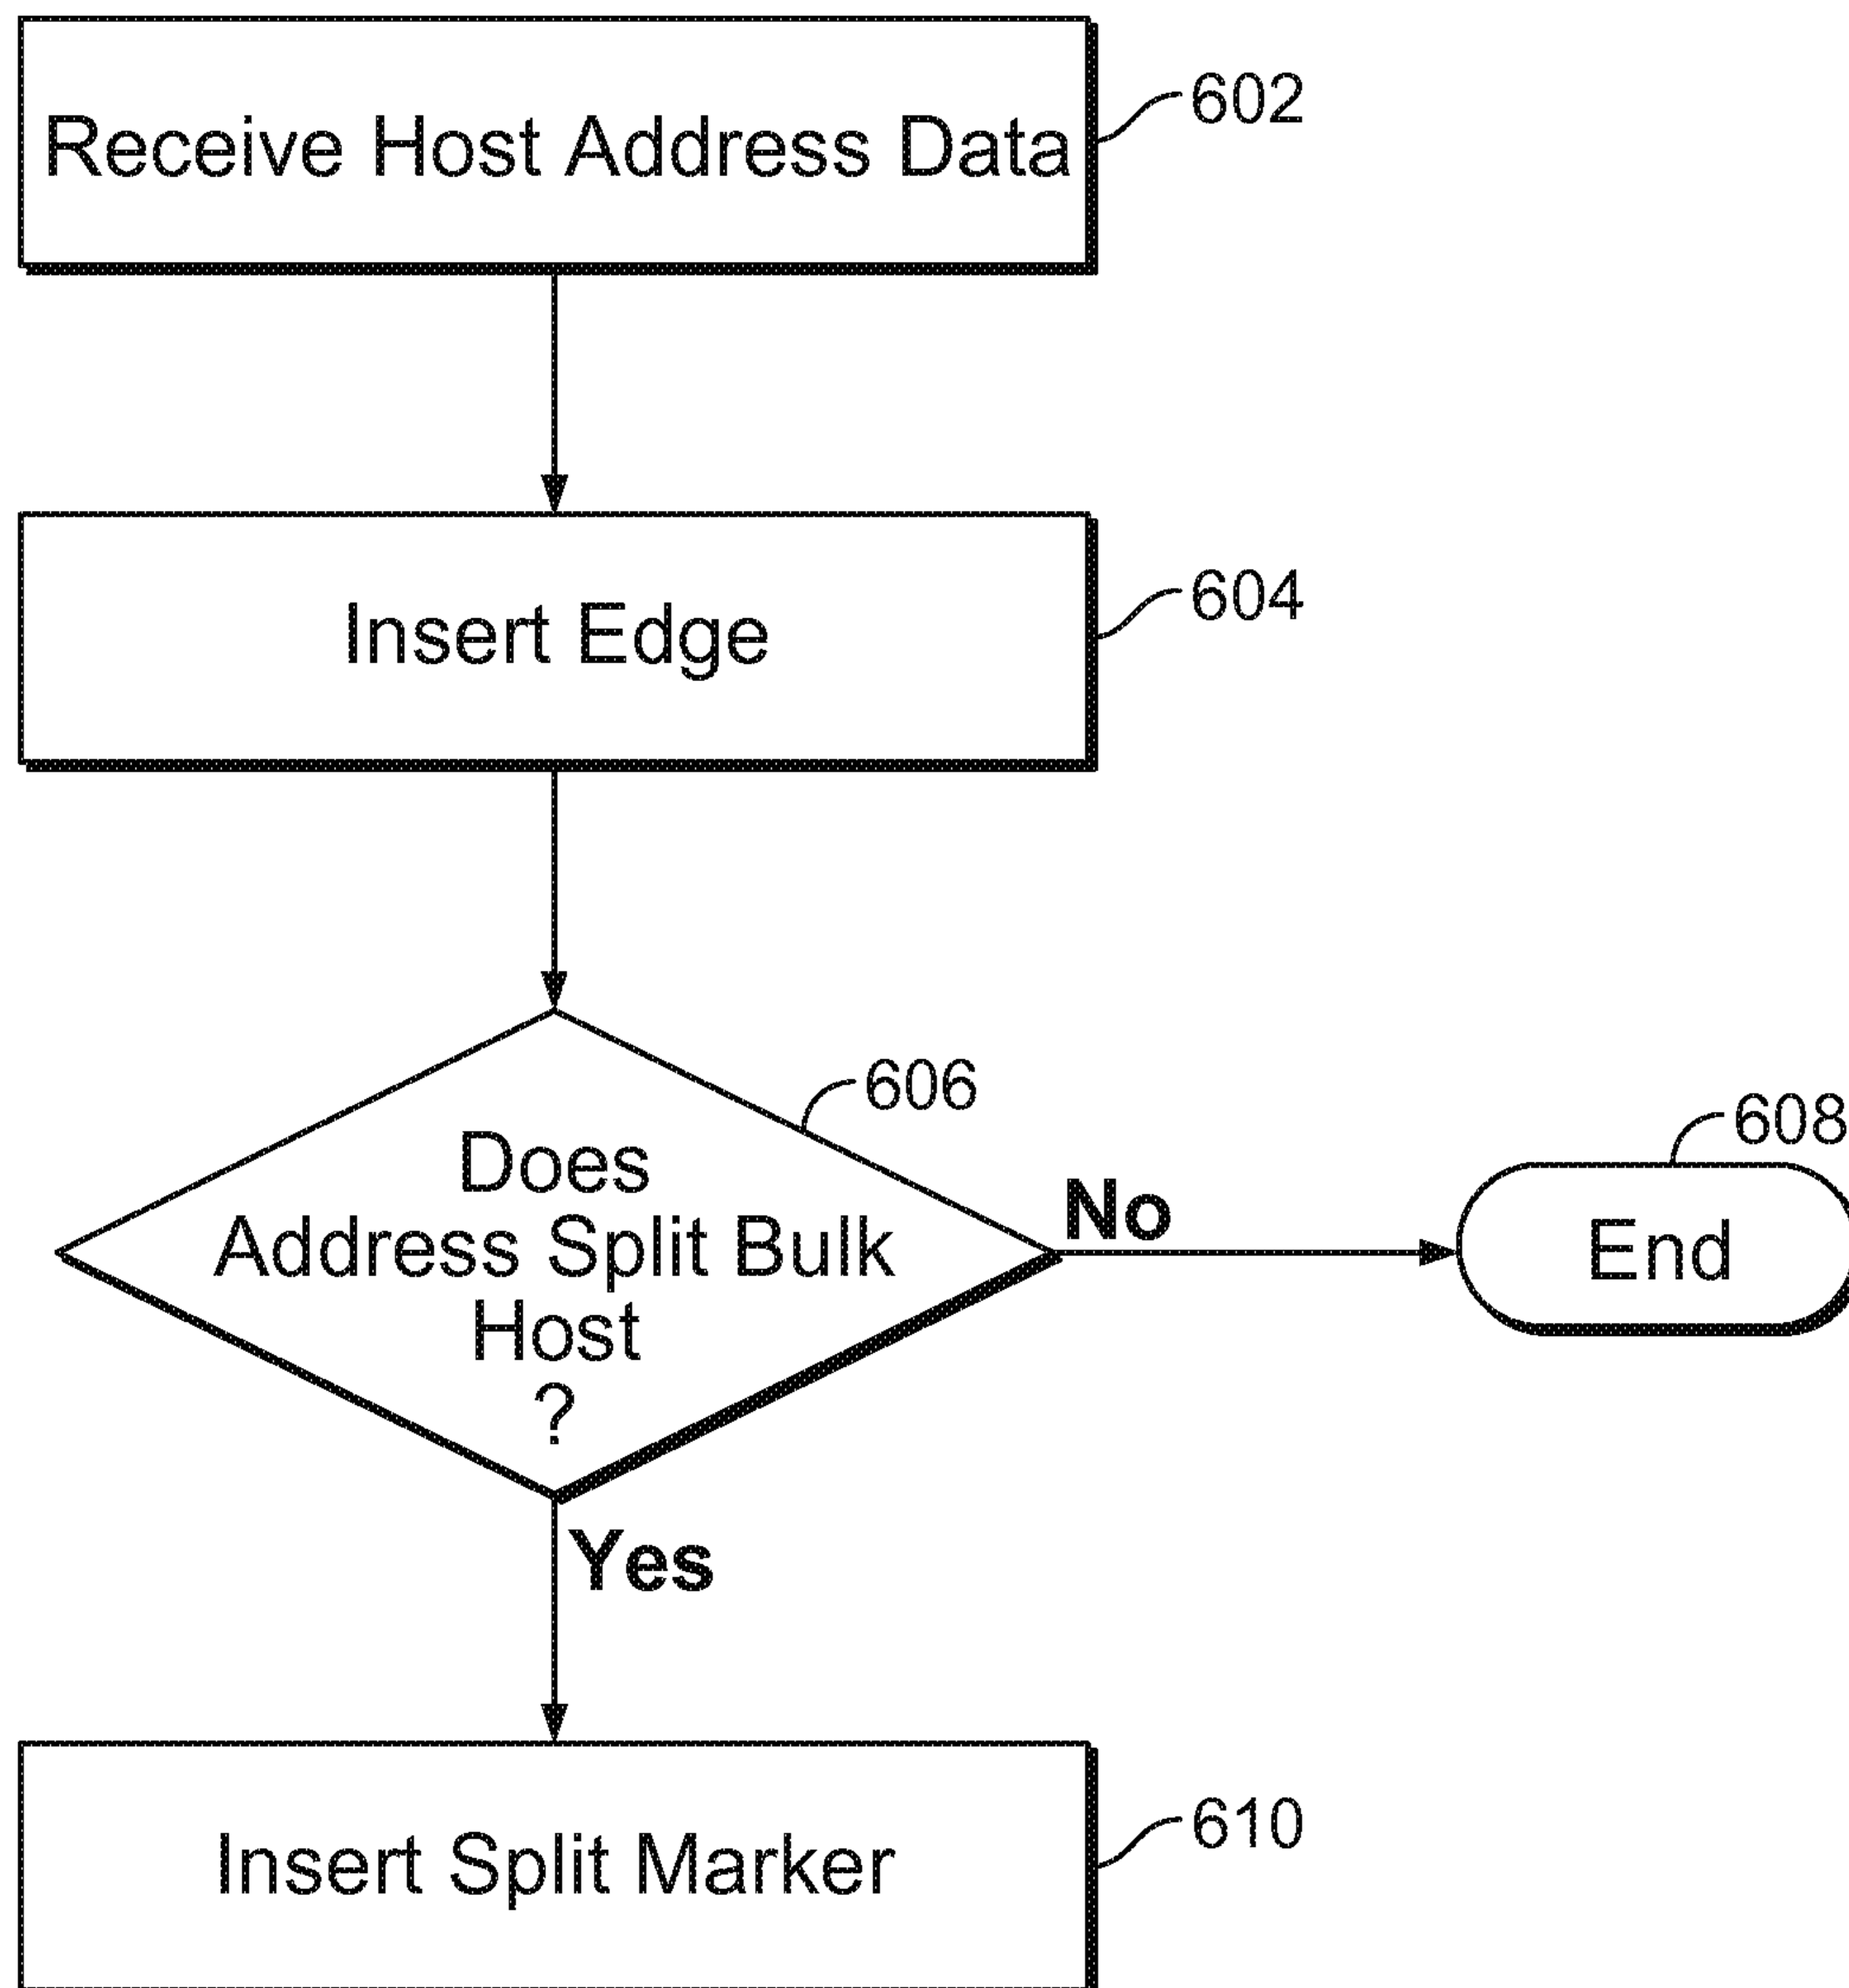 Receive Host Address Data
602
Insert Edge
604
606
Does
Address Split Bulk
Host
?
No
608
End
Yes
Insert Split Marker
610